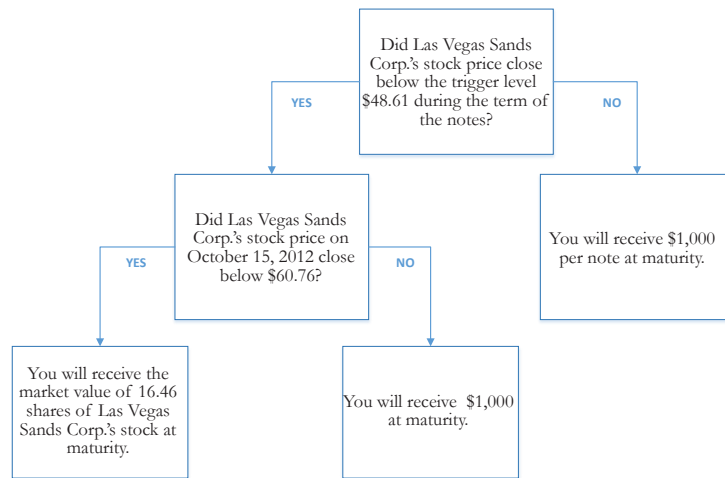 Did Las Vegas Sands
Corp.'s stock price close
below the trigger level
$48.61 during the term of
the notes?
YES
NO
Did Las Vegas Sands
Corp.'s stock price on
October 15, 2012 close
below $60.76?
You will receive $1,000
per note at maturity.
YES
NO
You will receive the
market value of 16.46
shares of Las Vegas
Sands Corp.'s stock at
maturity.
You will receive $1,000
at maturity.